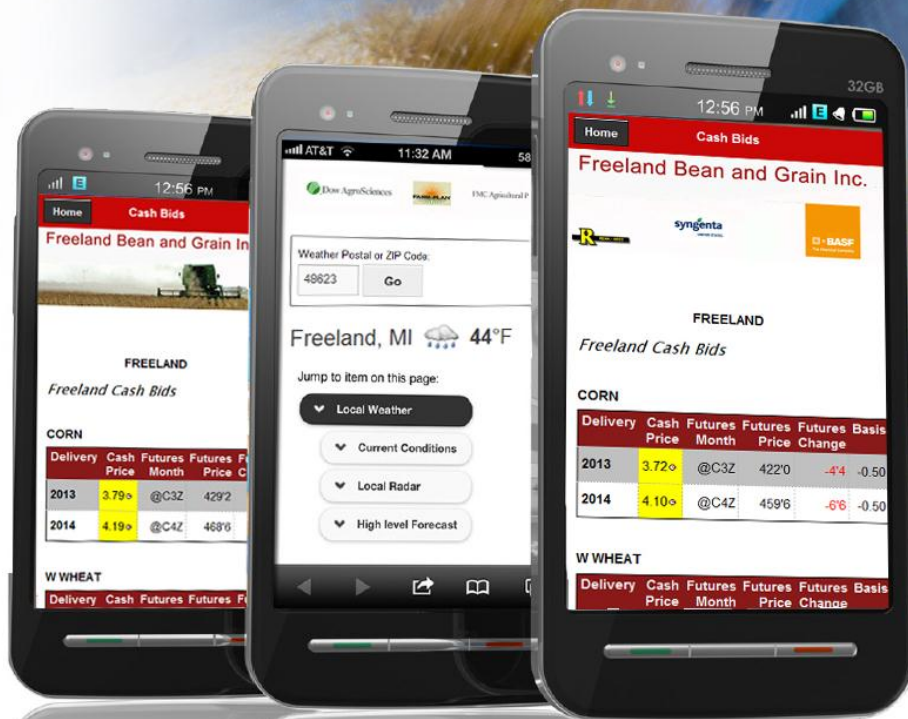 12:56 PM
Home
Cash Bids
Freeland Bean and Grain In
FREELAND
Freeland Cash Bids
CORN
Delivery Cash Price Futures Month Futures Price
2013 3.79 @C3Z 429'2
2014 4.19 @C4Z 468'6
W WHEAT
Delivery Cash Futures Futures
AT&T 11:32 AM 58
Dow AgroSciences
FMC Agricultural P
Weather Postal or ZIP Code:
48623 Go
Freeland, MI 44°F
Jump to item on this page:
Local Weather
Current Conditions
Local Radar
High level Forecast
32GB
12:56 PM
Home
Cash Bids
Freeland Bean and Grain Inc.
R
syngenta
BASF
FREELAND
Freeland Cash Bids
CORN
Delivery Cash Price Futures Month Futures Price Futures Change Basis
2013 3.72 @C3Z 422'0 -4'4 -0.50
2014 4.10 @C4Z 459'6 -6'6 -0.50
W WHEAT
Delivery Cash Price Futures Month Futures Price Futures Change Basis